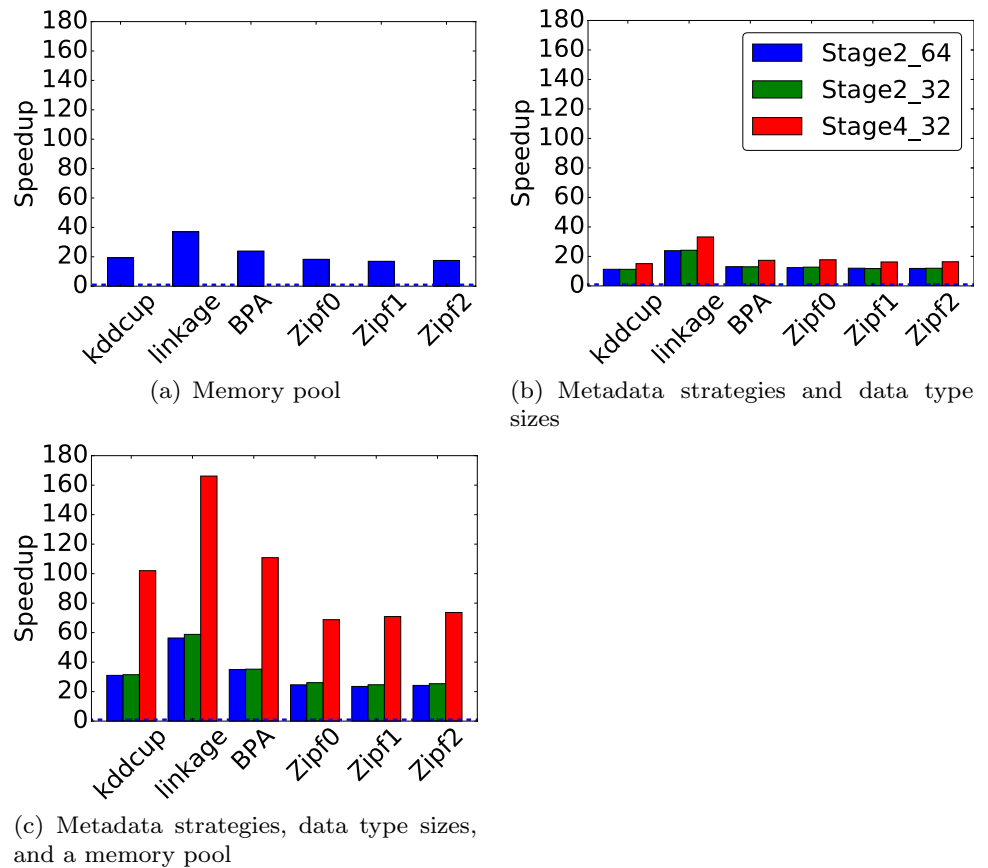 180
160
140
120
100
80
60
40
20
0
Speedup
kddcup
linkage
BPA
Zipf0
Zipf1
Zipf2
(a) Memory pool
180
160
140
120
100
80
60
40
20
0
Speedup
Stage2_64
Stage2_32
Stage4_32
kddcup
linkage
BPA
Zipf0
Zipf1
Zipf2
(b) Metadata strategies and data type
sizes
180
160
140
120
100
80
60
40
20
0
Speedup
kddcup
linkage
BPA
Zipf0
Zipf1
Zipf2
(c) Metadata strategies, data type sizes,
and a memory pool